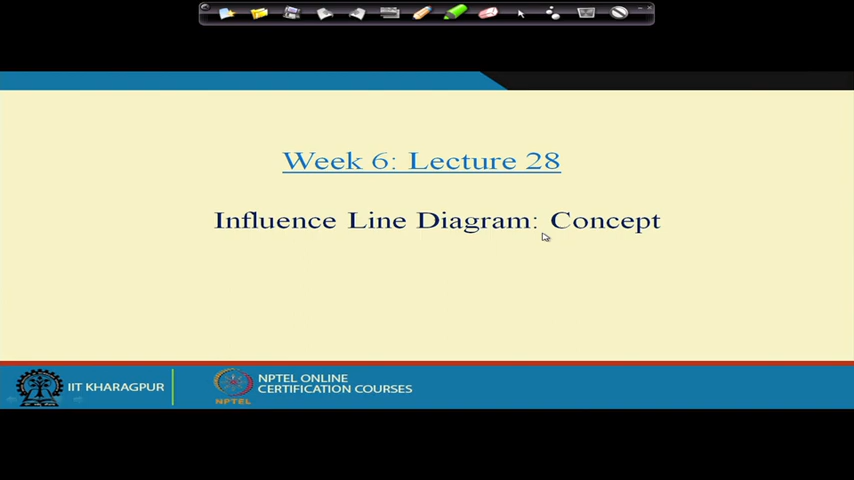 Week 6: Lecture 28
Influence Line Diagram: Concept
IIT KHARAGPUR
NPTEL ONLINE
CERTIFICATION COURSES
NPTEL